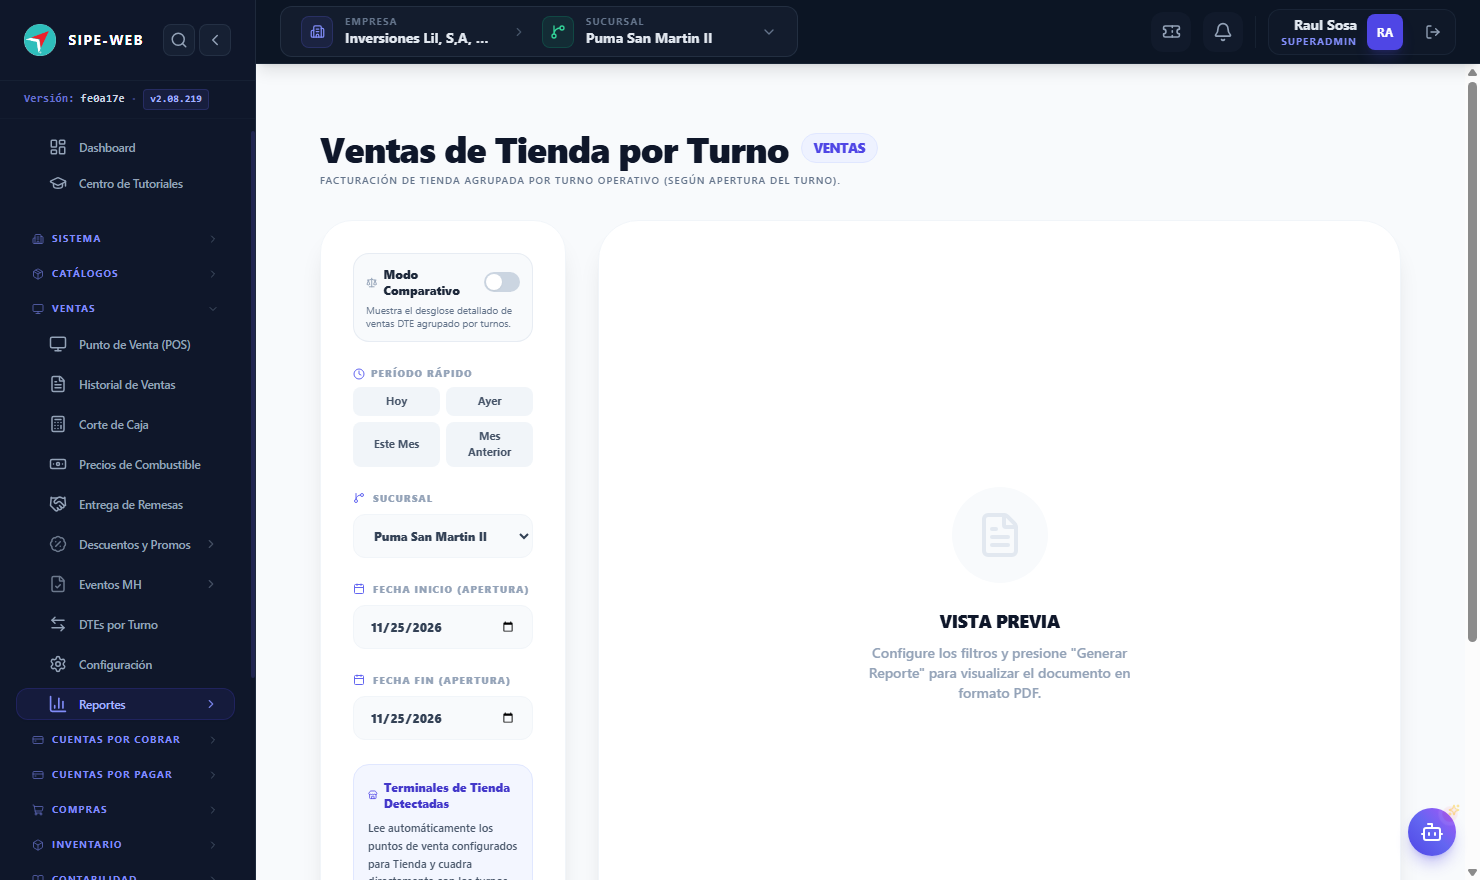 SIPE-WEB
Versión: fe0a17e · v2.08.219
Dashboard
Centro de Tutoriales
SISTEMA
CATÁLOGOS
VENTAS
Punto de Venta (POS)
Historial de Ventas
Corte de Caja
Precios de Combustible
Entrega de Remesas
Descuentos y Promos
Eventos MH
DTEs por Turno
Configuración
Reportes
CUENTAS POR COBRAR
CUENTAS POR PAGAR
COMPRAS
INVENTARIO
CONTABILIDAD
EMPRESA
Inversiones Lil, S,A, ...
SUCURSAL
Puma San Martin II
Raul Sosa
SUPERADMIN
RA
Ventas de Tienda por Turno
VENTAS
FACTURACIÓN DE TIENDA AGRUPADA POR TURNO OPERATIVO (SEGÚN APERTURA DEL TURNO).
Modo
Comparativo
Muestra el desglose detallado de
ventas DTE agrupado por turnos.
PERÍODO RÁPIDO
Hoy
Ayer
Este Mes
Mes
Anterior
SUCURSAL
Puma San Martin II
FECHA INICIO (APERTURA)
11/25/2026
FECHA FIN (APERTURA)
11/25/2026
Terminales de Tienda
Detectadas
Lee automáticamente los
puntos de venta configurados
para Tienda y cuadra
directamente con los turnos
VISTA PREVIA
Configure los filtros y presione "Generar
Reporte" para visualizar el documento en
formato PDF.